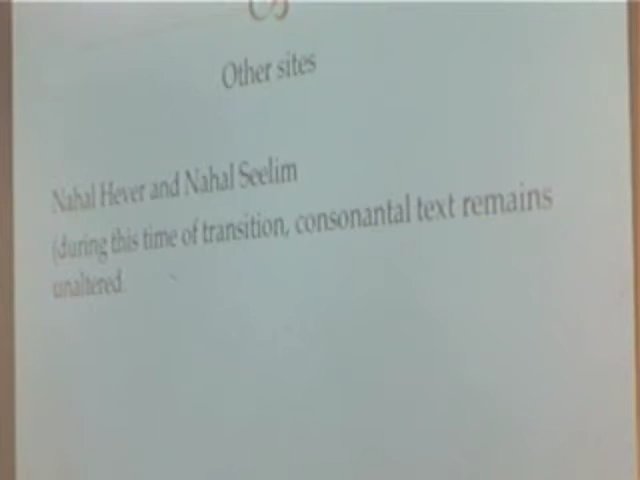 Other sites
Nahal Hever and Nahal Seelim
(during this time of transition, consonantal text remains
unaltered.